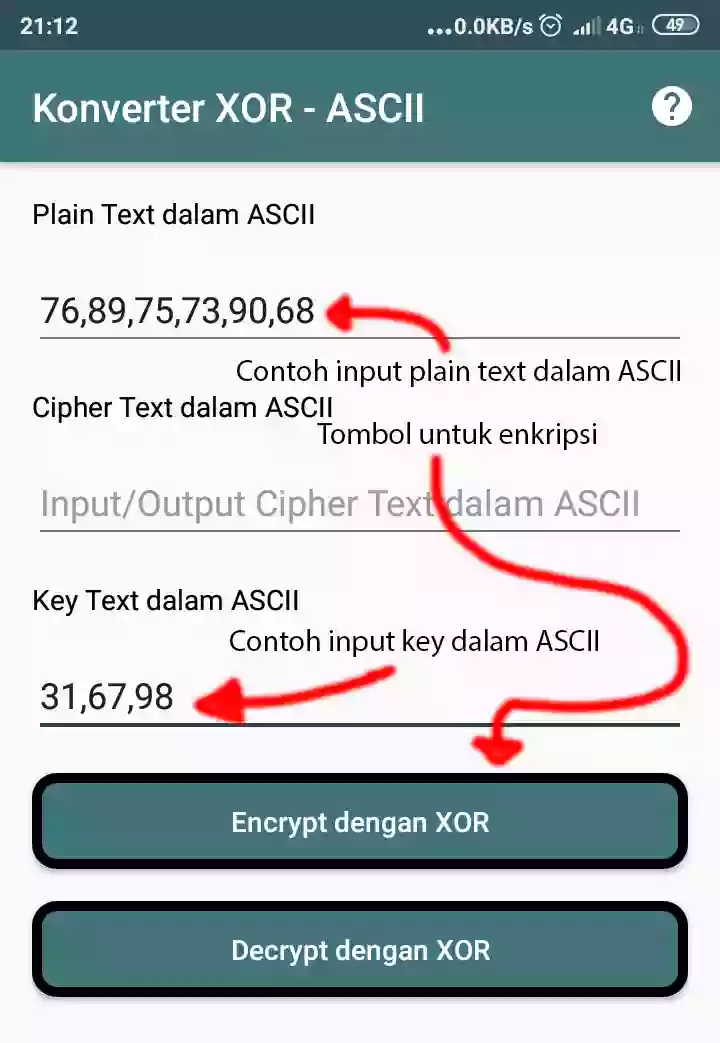 21:12
...0.0KB/s 4G 49
Konverter XOR - ASCII
?
Plain Text dalam ASCII
76,89,75,73,90,68
Contoh input plain text dalam ASCII
Cipher Text dalam ASCII
Tombol untuk enkripsi
Input/Output Cipher Text dalam ASCII
Key Text dalam ASCII
Contoh input key dalam ASCII
31,67,98
Encrypt dengan XOR
Decrypt dengan XOR